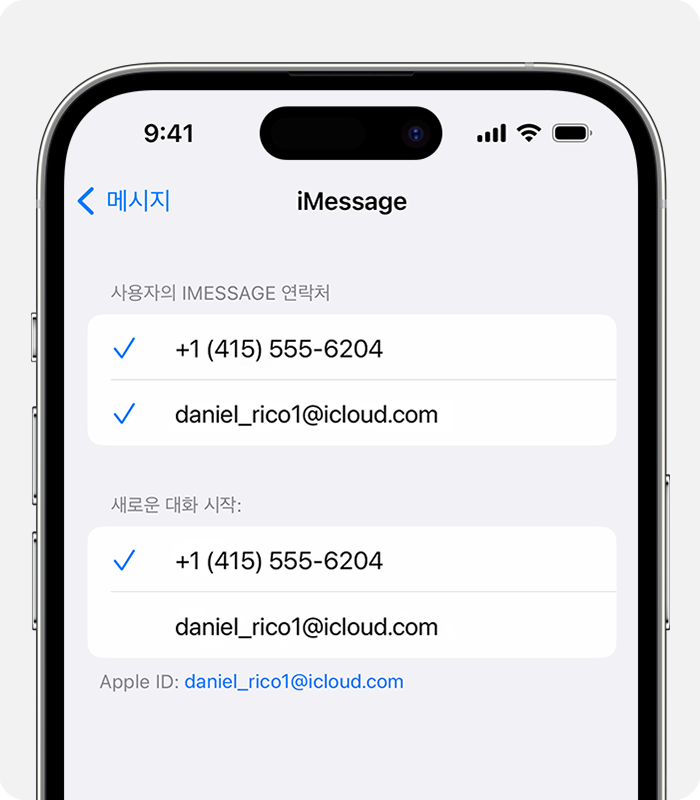 9:41
메시지
iMessage
사용자의 IMESSAGE 연락처
+1 (415) 555-6204
daniel_rico1@icloud.com
새로운 대화 시작:
+1 (415) 555-6204
daniel_rico1@icloud.com
Apple ID: daniel_rico1@icloud.com